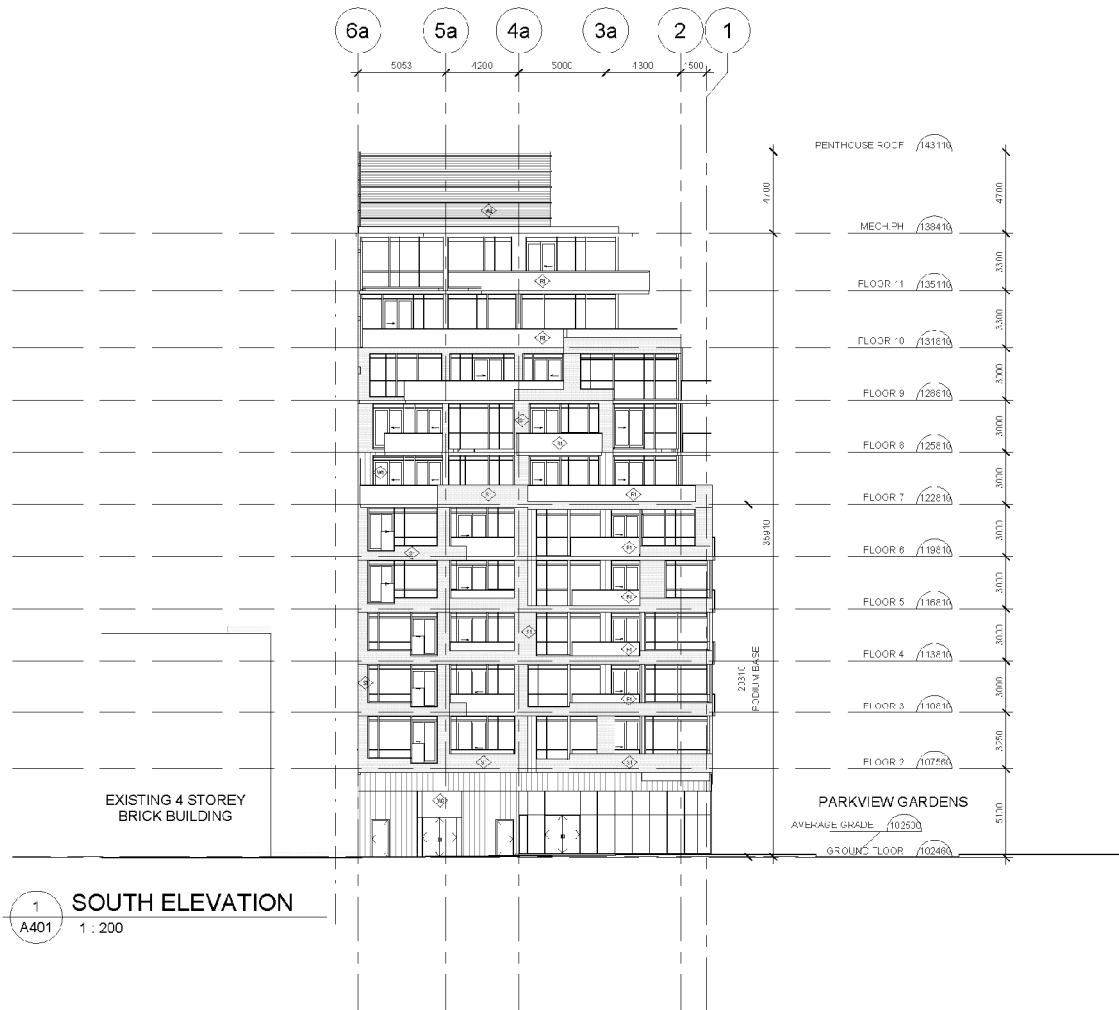 6a 5a 4a 3a 2 1
5053 4200 5000 4300 1500
PENTHOUSE ROOF 143110
4700 4700
MECH.PH 138410
3300
FLOOR 11 135110
3300
FLOOR 10 131810
3000
FLOOR 9 128810
3000
FLOOR 8 125810
3000
FLOOR 7 122810
35910
3000
FLOOR 6 119810
3000
FLOOR 5 116810
3000
FLOOR 4 113810
20310
PODIUM BASE
3000
FLOOR 3 110810
3250
FLOOR 2 107560
5100
EXISTING 4 STOREY
BRICK BUILDING
PARKVIEW GARDENS
AVERAGE GRADE 102500
GROUND FLOOR 102460
1
A401
SOUTH ELEVATION
1 : 200